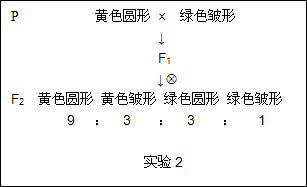 P 黄色圆形 × 绿色皱形
↓
F₁
↓⊗
F₂ 黄色圆形 黄色皱形 绿色圆形 绿色皱形
9 : 3 : 3 : 1
实验 2